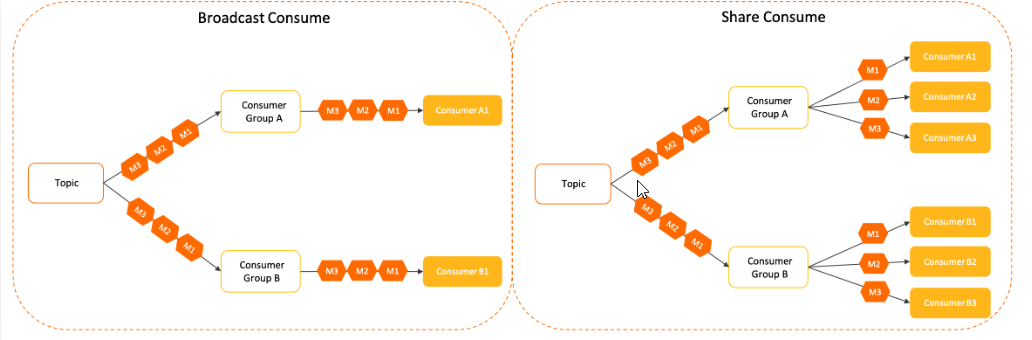 Broadcast Consume
Topic
M3
M2
M1
Consumer
Group A
M3
M2
M1
Consumer A1
M3
M2
M1
Consumer
Group B
M3
M2
M1
Consumer B1
Share Consume
Topic
M3
M2
M1
Consumer
Group A
M1
M2
M3
Consumer A1
Consumer A2
Consumer A3
M3
M2
M1
Consumer
Group B
M1
M2
M3
Consumer B1
Consumer B2
Consumer B3